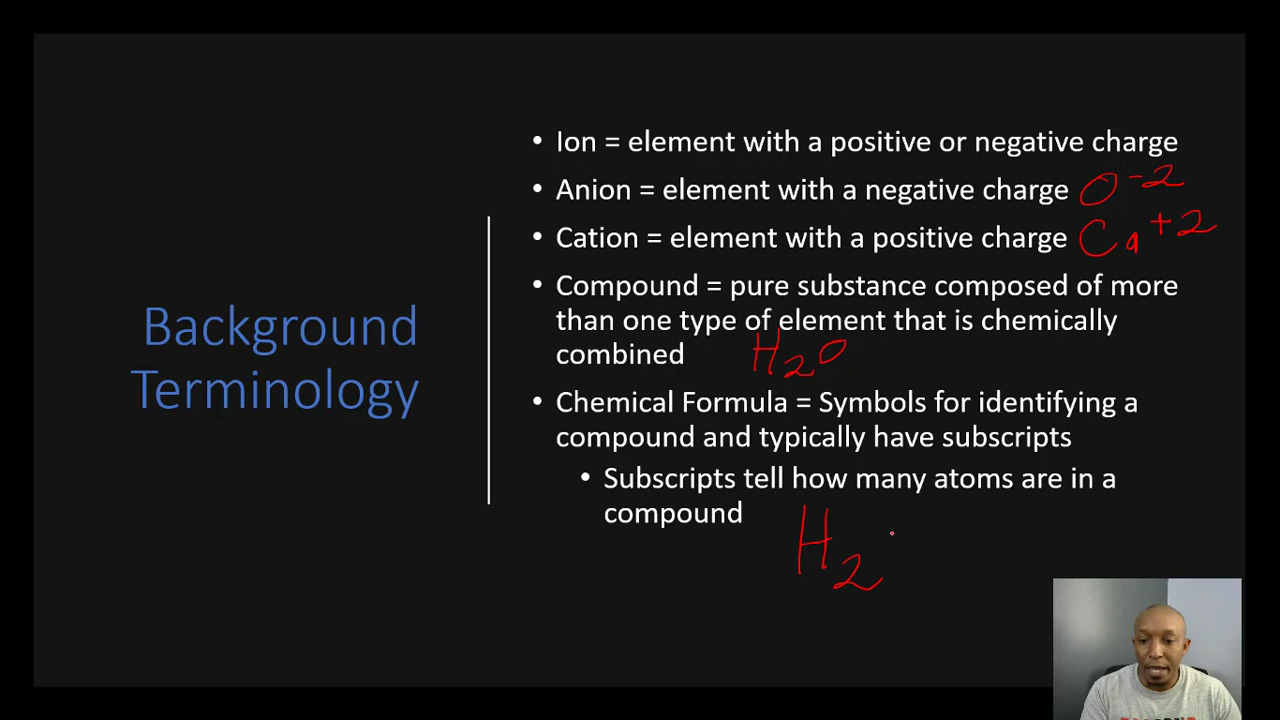 Background
Terminology
• Ion = element with a positive or negative charge
• Anion = element with a negative charge O⁻²
• Cation = element with a positive charge Ca⁺²
• Compound = pure substance composed of more
than one type of element that is chemically
combined H₂O
• Chemical Formula = Symbols for identifying a
compound and typically have subscripts
• Subscripts tell how many atoms are in a
compound
H₂